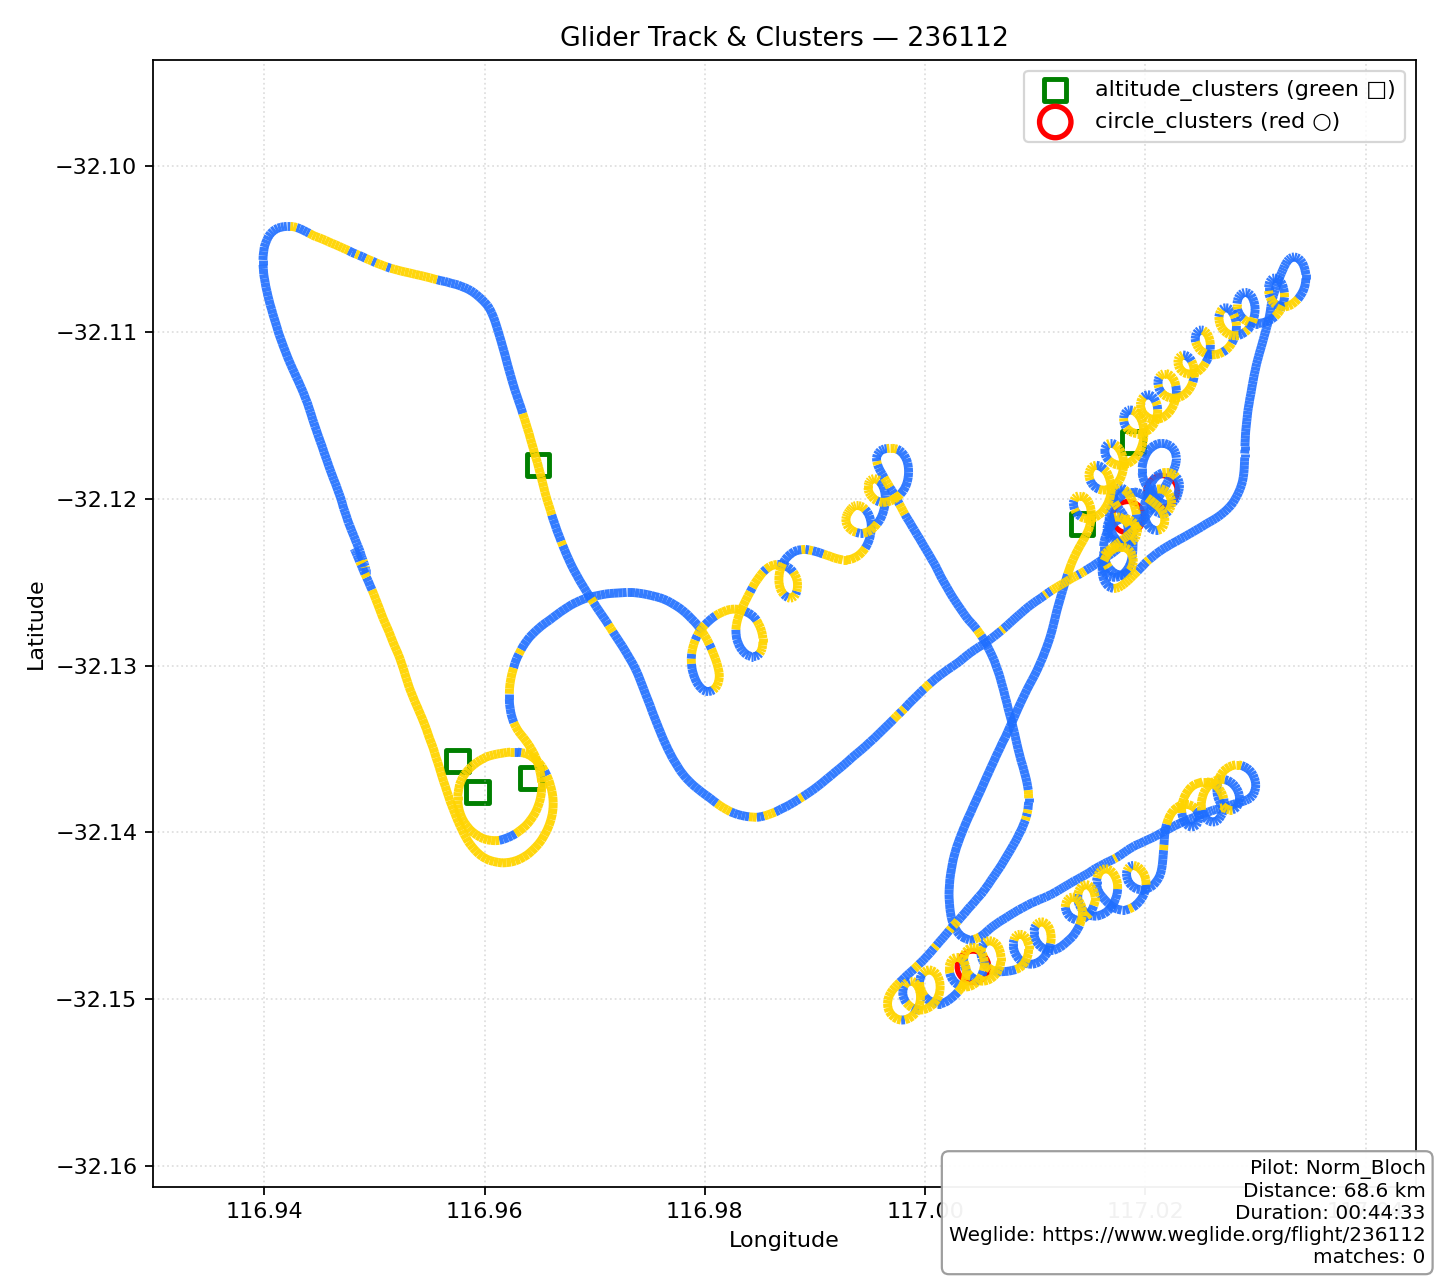 Glider Track & Clusters — 236112
altitude_clusters (green □)
circle_clusters (red ○)
Latitude
−32.10
−32.11
−32.12
−32.13
−32.14
−32.15
−32.16
116.94
116.96
116.98
117.00
117.02
Longitude
Pilot: Norm_Bloch
Distance: 68.6 km
Duration: 00:44:33
Weglide: https://www.weglide.org/flight/236112
matches: 0